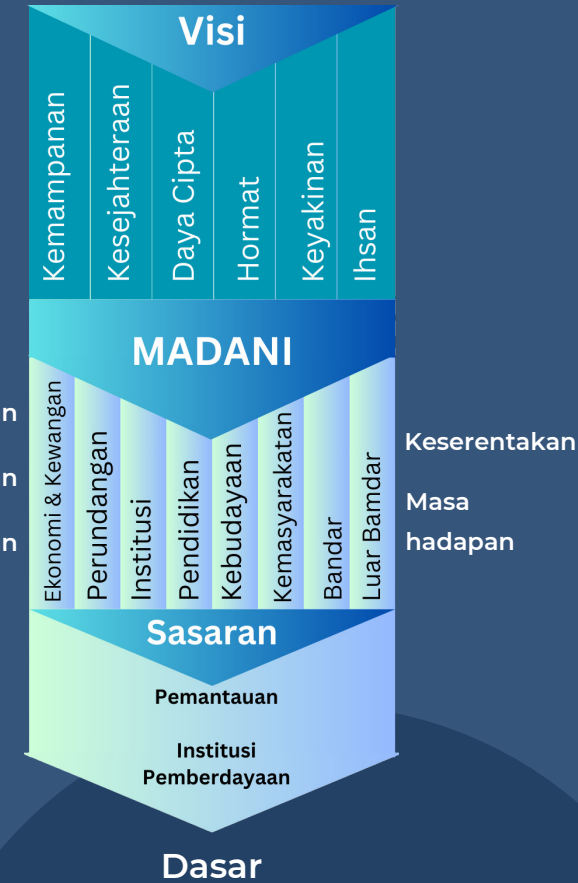 Visi
Kemampanan
Kesejahteraan
Daya Cipta
Hormat
Keyakinan
Ihsan
MADANI
Ekonomi & Kewangan
Perundangan
Institusi
Pendidikan
Kebudayaan
Kemasyarakatan
Bandar
Luar Bamdar
n
n
n
Keserentakan
Masa
hadapan
Sasaran
Pemantauan
Institusi
Pemberdayaan
Dasar